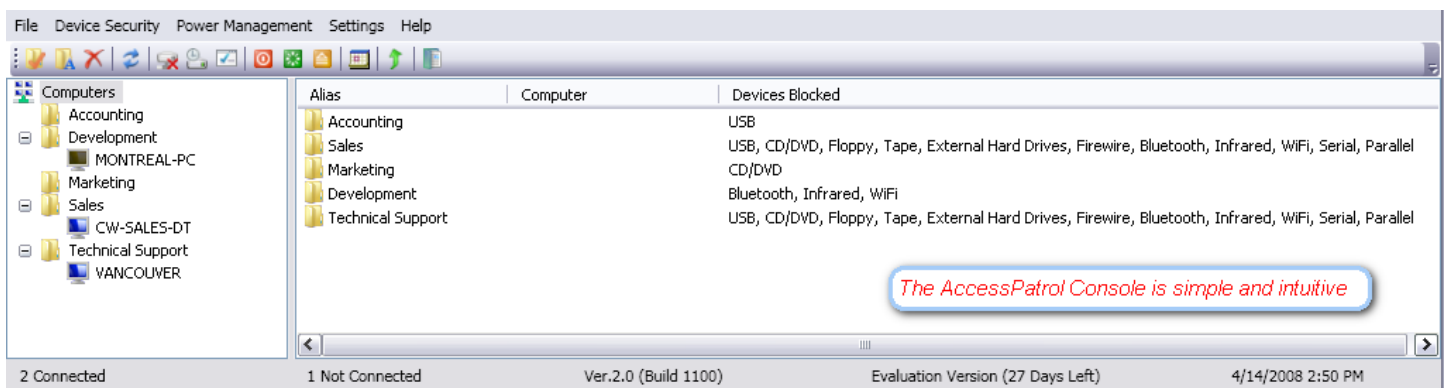 File Device Security Power Management Settings Help
Computers
Accounting
Development
MONTREAL-PC
Marketing
Sales
CW-SALES-DT
Technical Support
VANCOUVER
Alias Computer Devices Blocked
Accounting USB
Sales USB, CD/DVD, Floppy, Tape, External Hard Drives, Firewire, Bluetooth, Infrared, WiFi, Serial, Parallel
Marketing CD/DVD
Development Bluetooth, Infrared, WiFi
Technical Support USB, CD/DVD, Floppy, Tape, External Hard Drives, Firewire, Bluetooth, Infrared, WiFi, Serial, Parallel
The AccessPatrol Console is simple and intuitive
2 Connected 1 Not Connected Ver.2.0 (Build 1100) Evaluation Version (27 Days Left) 4/14/2008 2:50 PM